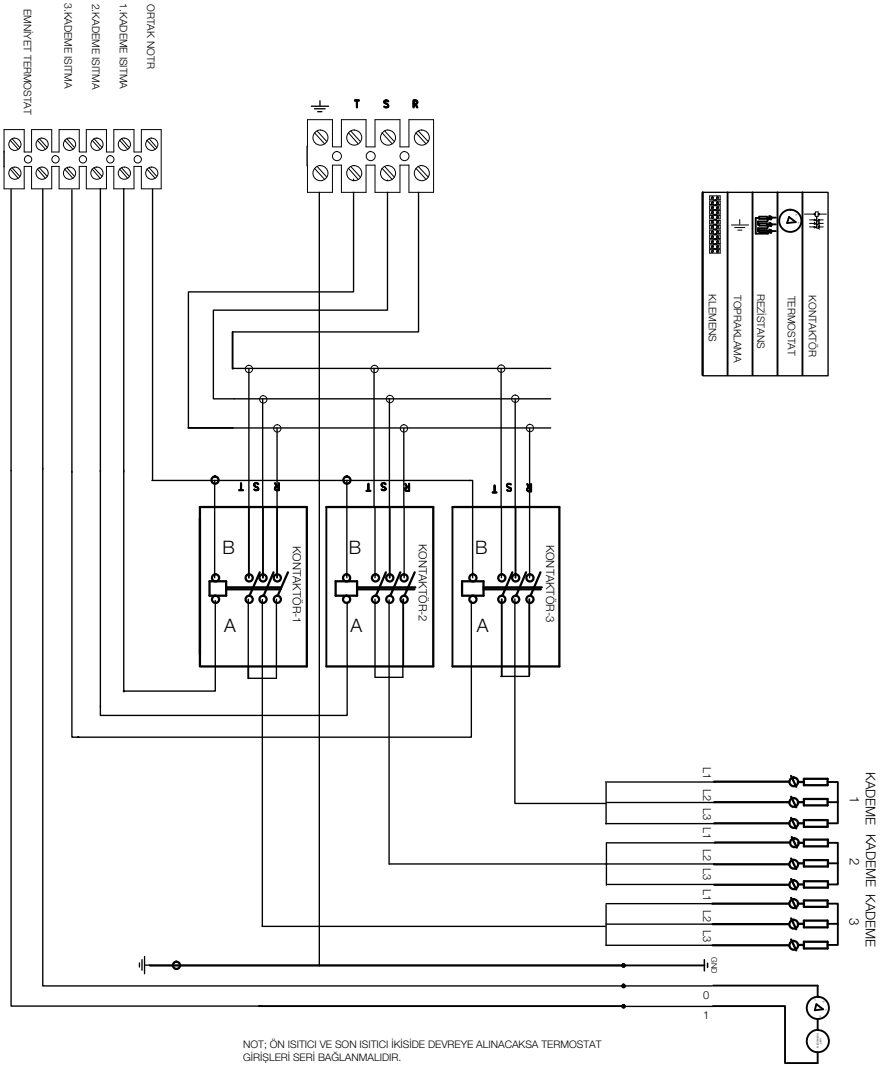 ORTAK NOTR
1.KADEME ISITMA
2.KADEME ISITMA
3.KADEME ISITMA
EMNİYET TERMOSTAT
T S R
KONTAKTÖR
TERMOSTAT
REZİSTANS
TOPRAKLAMA
KLEMENS
T S R
T S R
T S R
B
A
KONTAKTÖR-1
B
A
KONTAKTÖR-2
B
A
KONTAKTÖR-3
KADEME 1
L1
L2
L3
KADEME 2
L1
L2
L3
KADEME 3
L1
L2
L3
GND
0
1
NOT; ÖN ISITICI VE SON ISITICI İKİSİDE DEVREYE ALINACAKSA TERMOSTAT
GİRİŞLERİ SERİ BAĞLANMALIDIR.